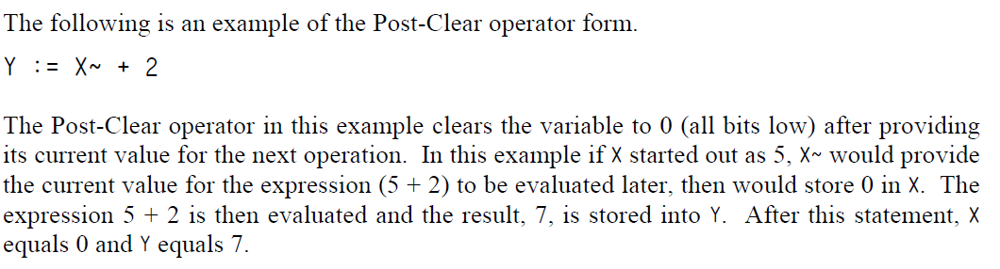 The following is an example of the Post-Clear operator form.
Y := X~ + 2
The Post-Clear operator in this example clears the variable to 0 (all bits low) after providing
its current value for the next operation. In this example if X started out as 5, X~ would provide
the current value for the expression (5 + 2) to be evaluated later, then would store 0 in X. The
expression 5 + 2 is then evaluated and the result, 7, is stored into Y. After this statement, X
equals 0 and Y equals 7.